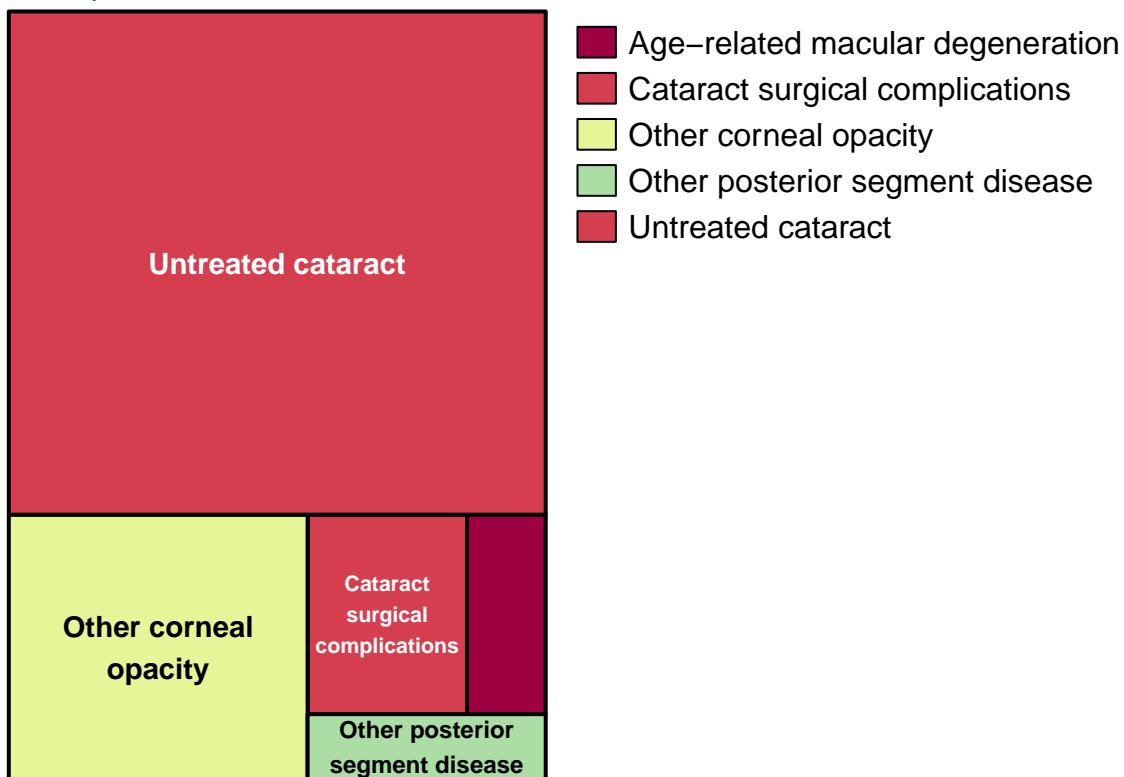 Age−related macular degeneration
Cataract surgical complications
Other corneal opacity
Other posterior segment disease
Untreated cataract
Untreated cataract
Cataract
surgical
complications
Other corneal
opacity
Other posterior
segment disease